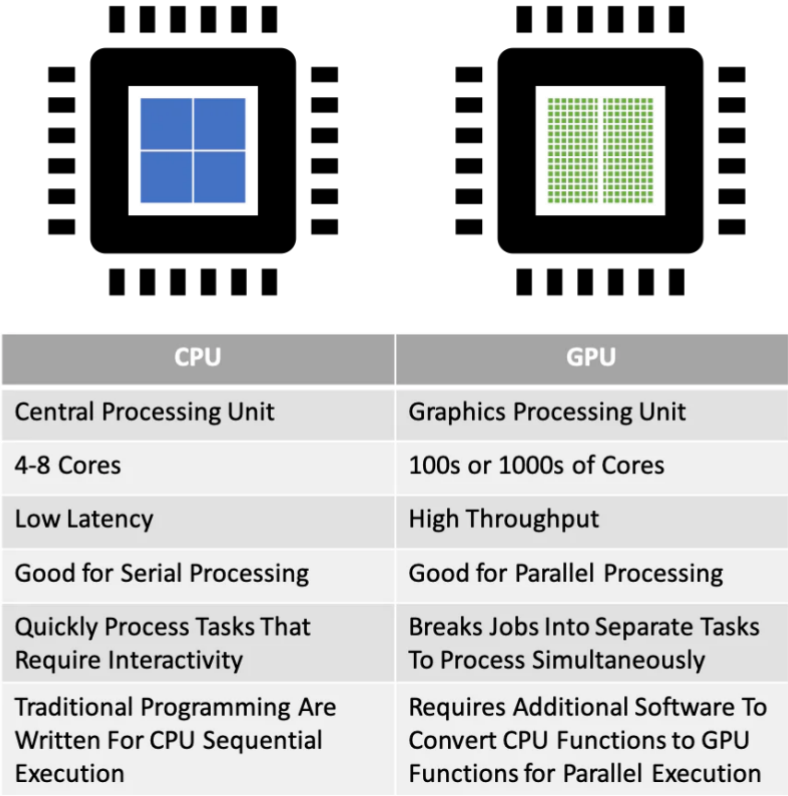 CPU
GPU
Central Processing Unit
Graphics Processing Unit
4-8 Cores
100s or 1000s of Cores
Low Latency
High Throughput
Good for Serial Processing
Good for Parallel Processing
Quickly Process Tasks That
Require Interactivity
Breaks Jobs Into Separate Tasks
To Process Simultaneously
Traditional Programming Are
Written For CPU Sequential
Execution
Requires Additional Software To
Convert CPU Functions to GPU
Functions for Parallel Execution